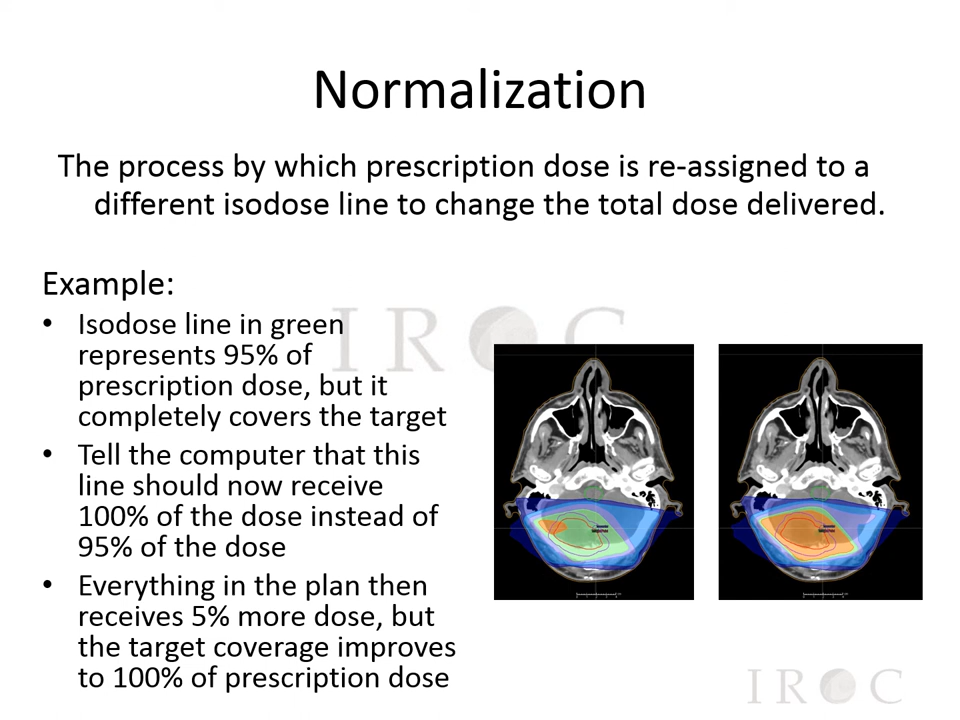 Normalization
The process by which prescription dose is re-assigned to a
different isodose line to change the total dose delivered.
Example:
IROC
• Isodose line in green
represents 95% of
prescription dose, but it
completely covers the target
• Tell the computer that this
line should now receive
100% of the dose instead of
95% of the dose
• Everything in the plan then
receives 5% more dose, but
the target coverage improves
to 100% of prescription dose
IROC